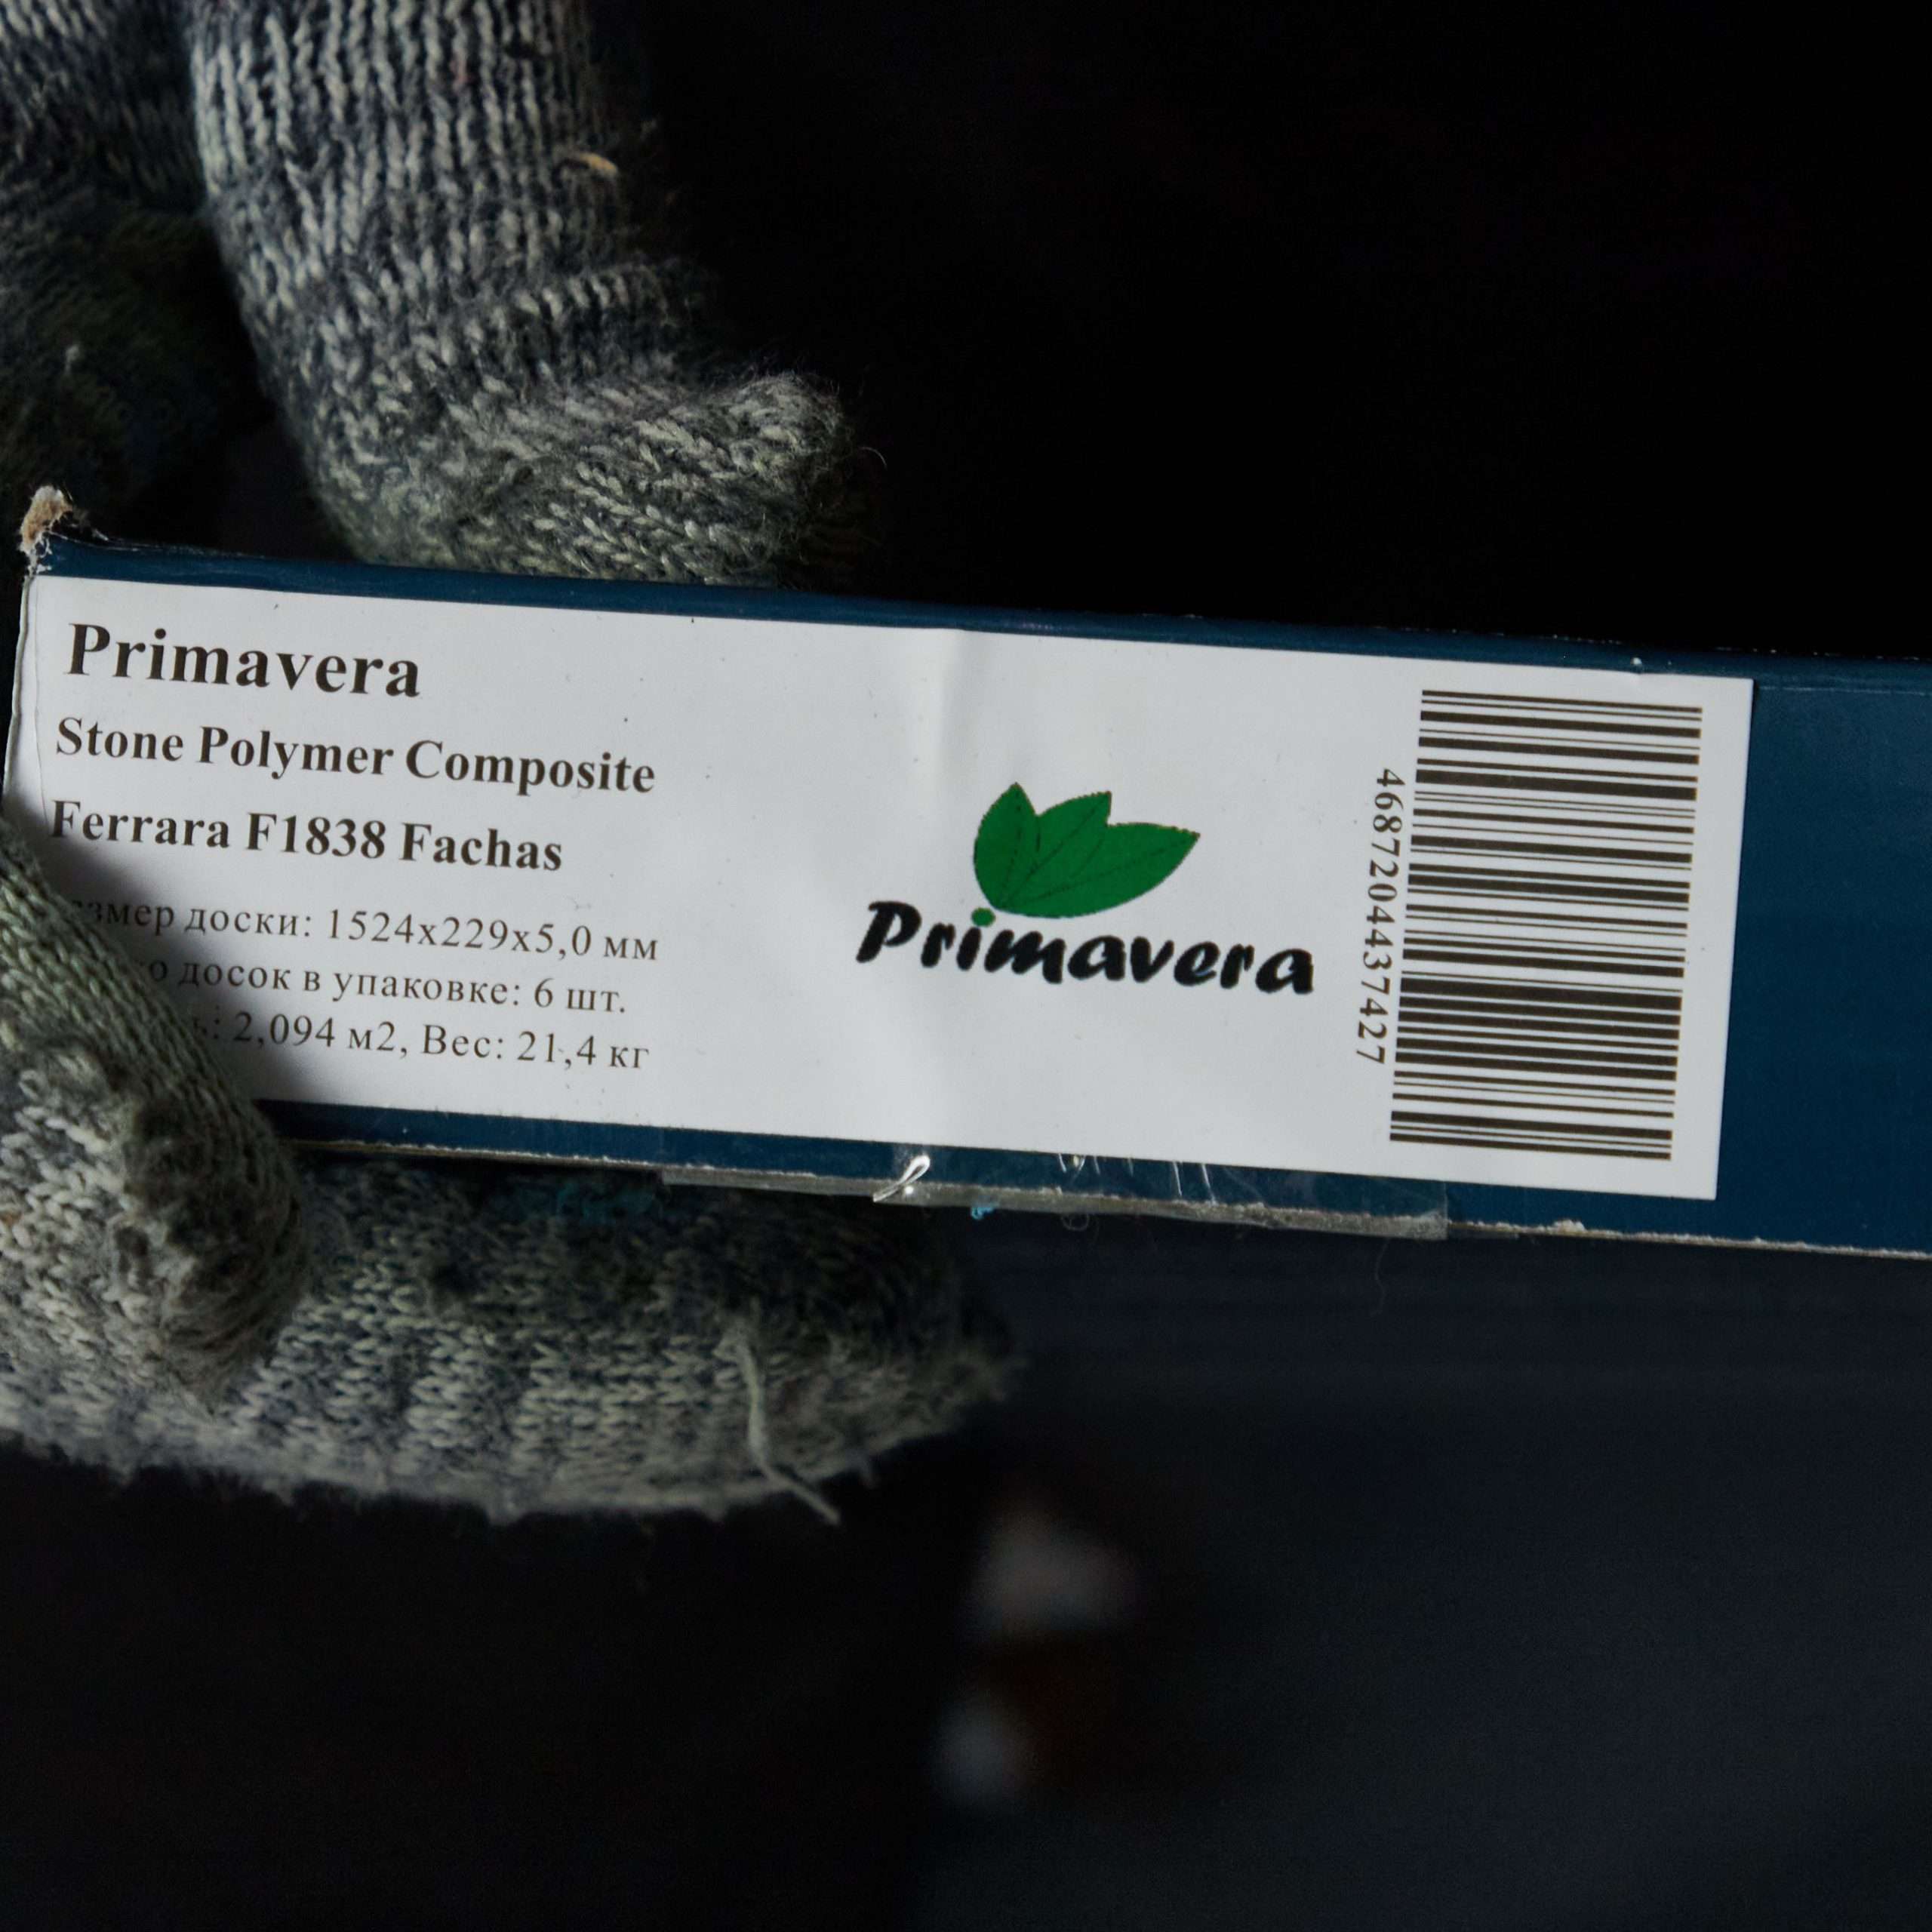 Primavera
Stone Polymer Composite
Ferrara F1838 Fachas
доски: 1524x229x5,0 мм
досок в упаковке: 6 шт.
2,094 м2, Вес: 21,4 кг
Primavera
4687204437427